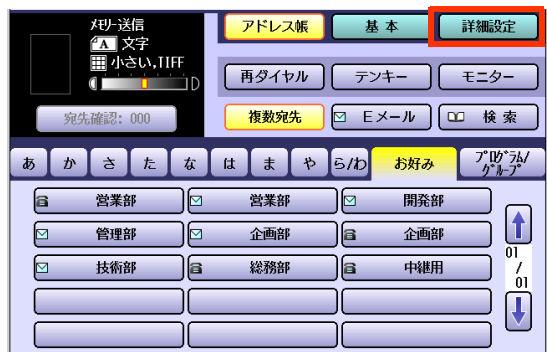 ﾒﾓﾘｰ送信
A 文字
小さい,TIFF
D
宛先確認: 000
アドレス帳 基本 詳細設定
再ダイヤル テンキー モニター
複数宛先 Eメール 検索
あ か さ た な は ま や ら/わ お好み ﾌﾟﾛｸﾞﾗﾑ/
ｸﾞﾙｰﾌﾟ
営業部 営業部 開発部
管理部 企画部 企画部
技術部 総務部 中継用
01
/
01